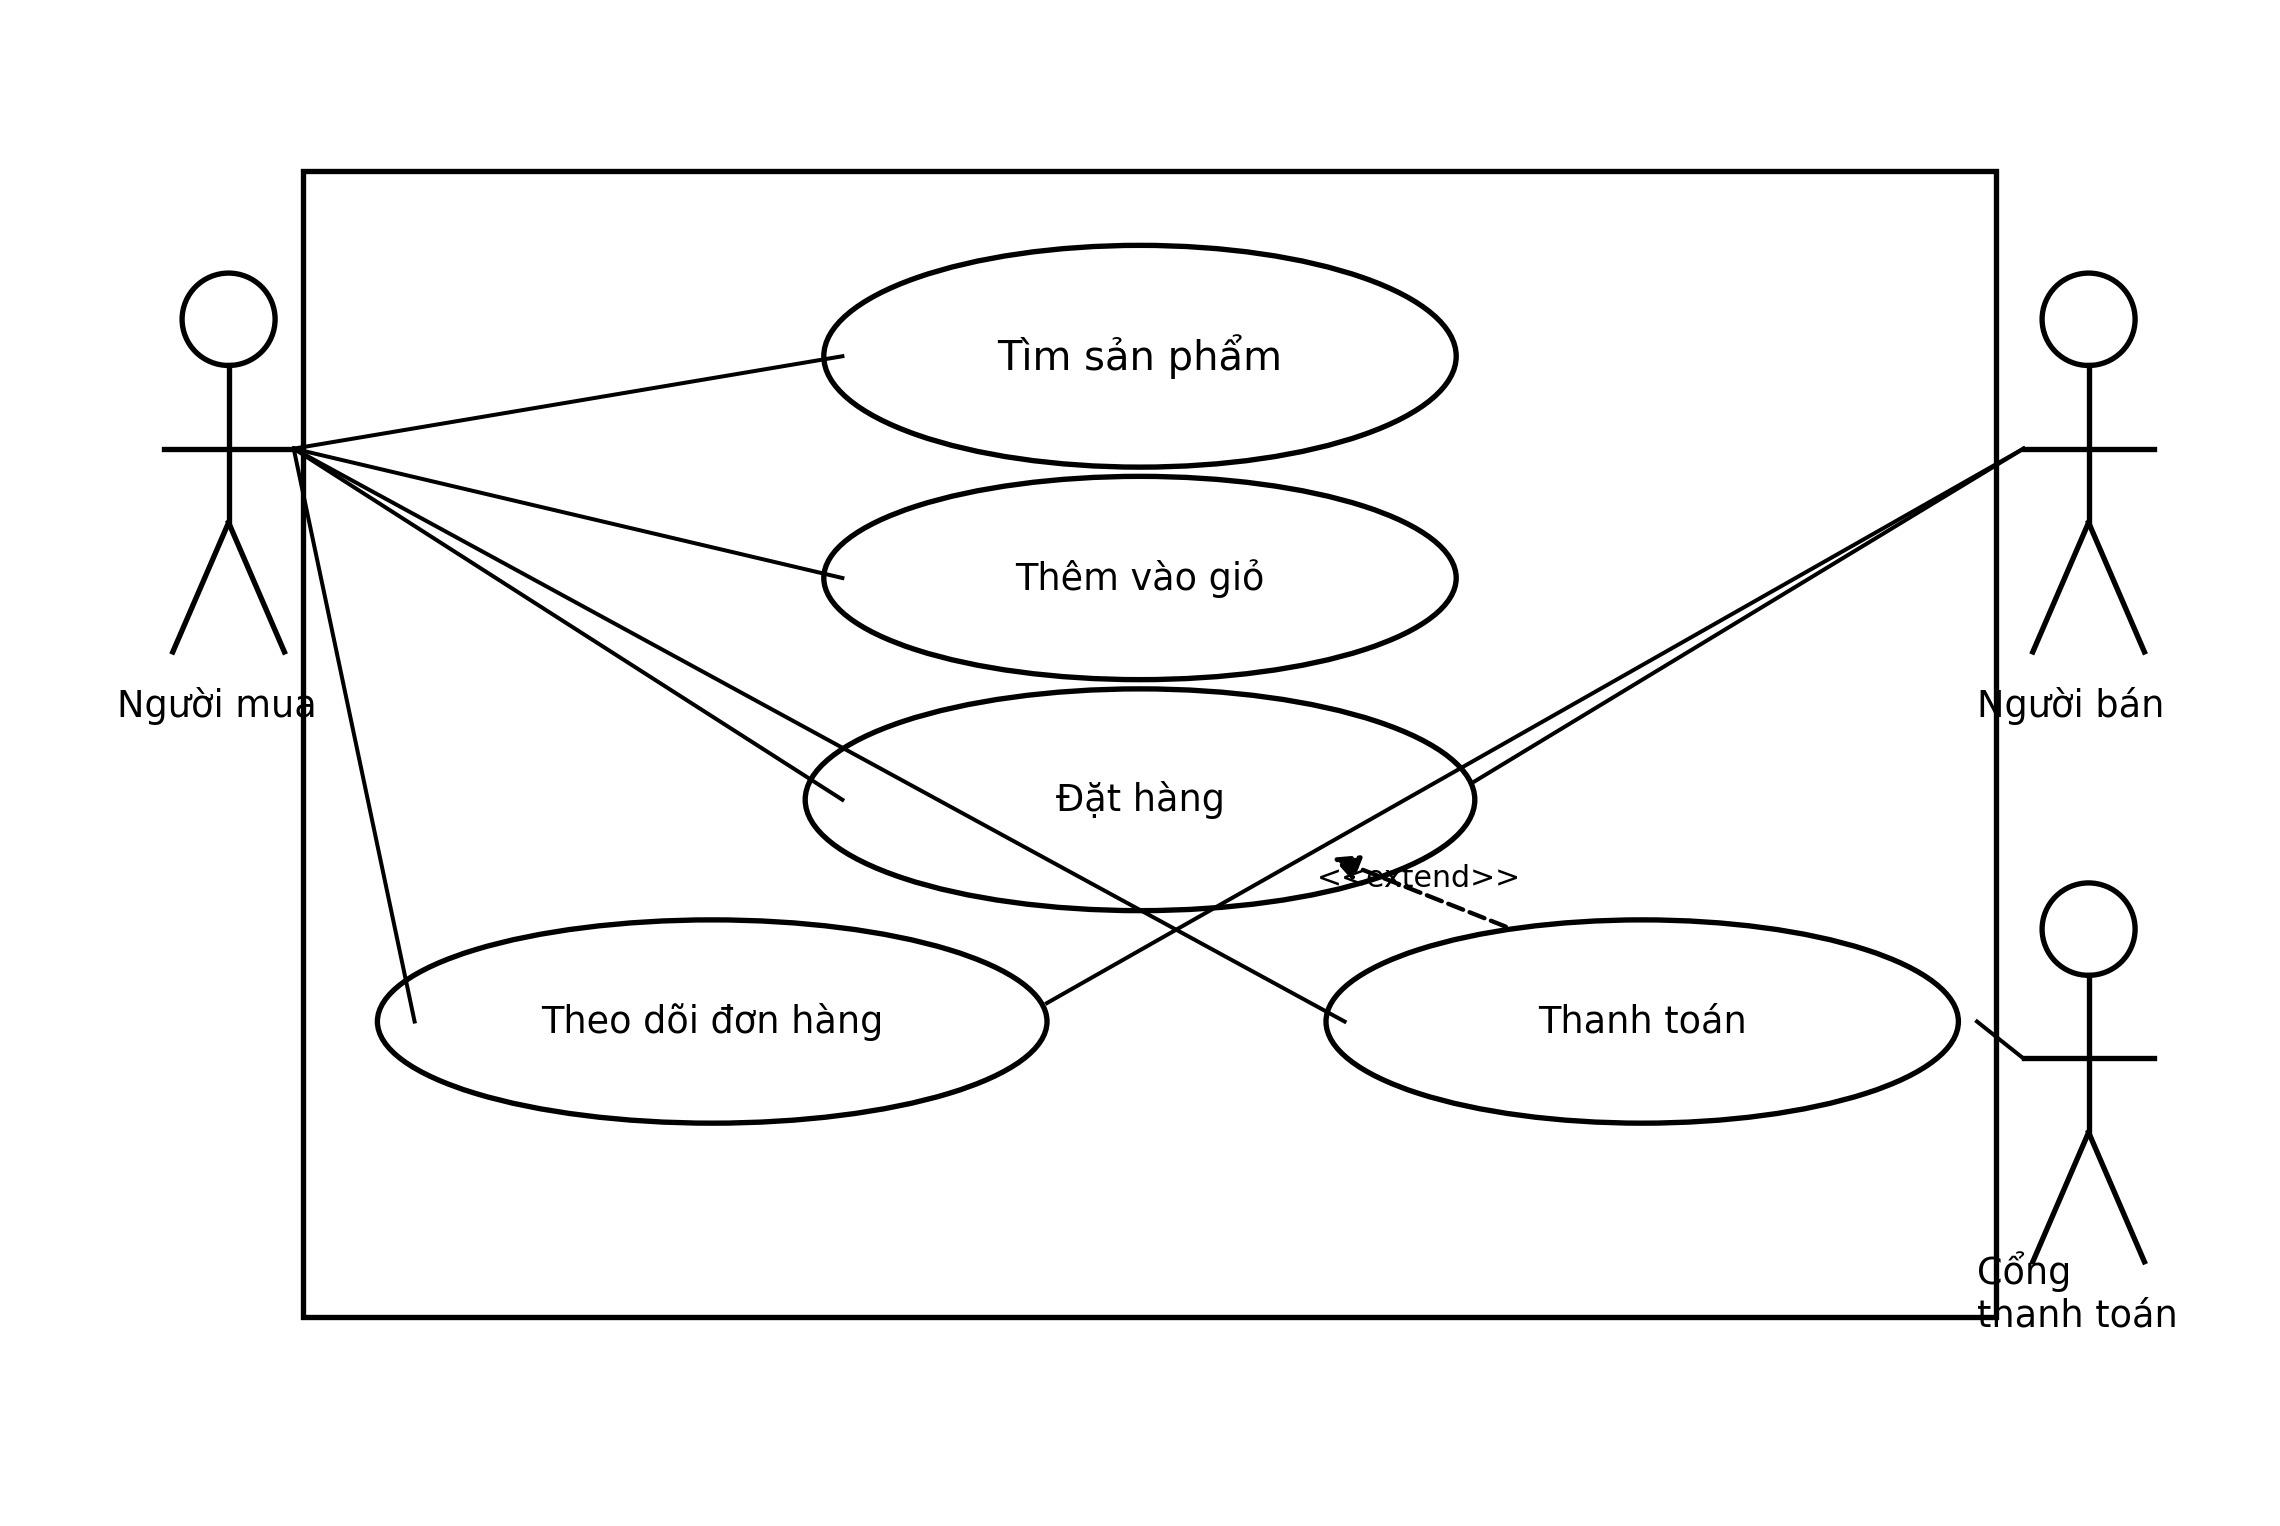 Tìm sản phẩm
Thêm vào giỏ
Người mua
Người bán
Đặt hàng
<<extend>>
Theo dõi đơn hàng
Thanh toán
Cổng
thanh toán